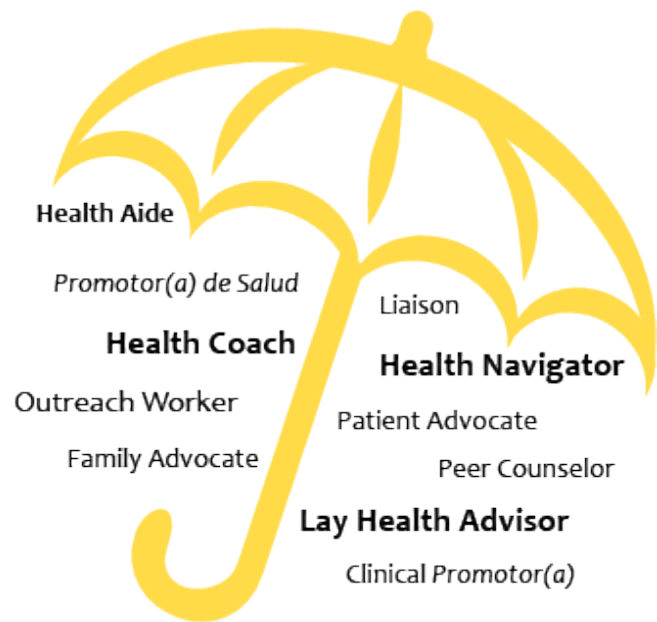 Health Aide
Promotor(a) de Salud
Health Coach
Outreach Worker
Family Advocate
Liaison
Health Navigator
Patient Advocate
Peer Counselor
Lay Health Advisor
Clinical Promotor(a)